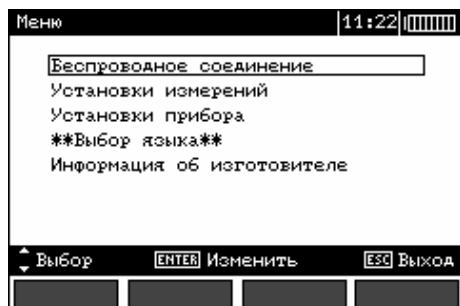 Меню 11:22
Беспроводное соединение
Установки измерений
Установки прибора
**Выбор языка**
Информация об изготовителе
Выбор ENTER Изменить ESC Выход